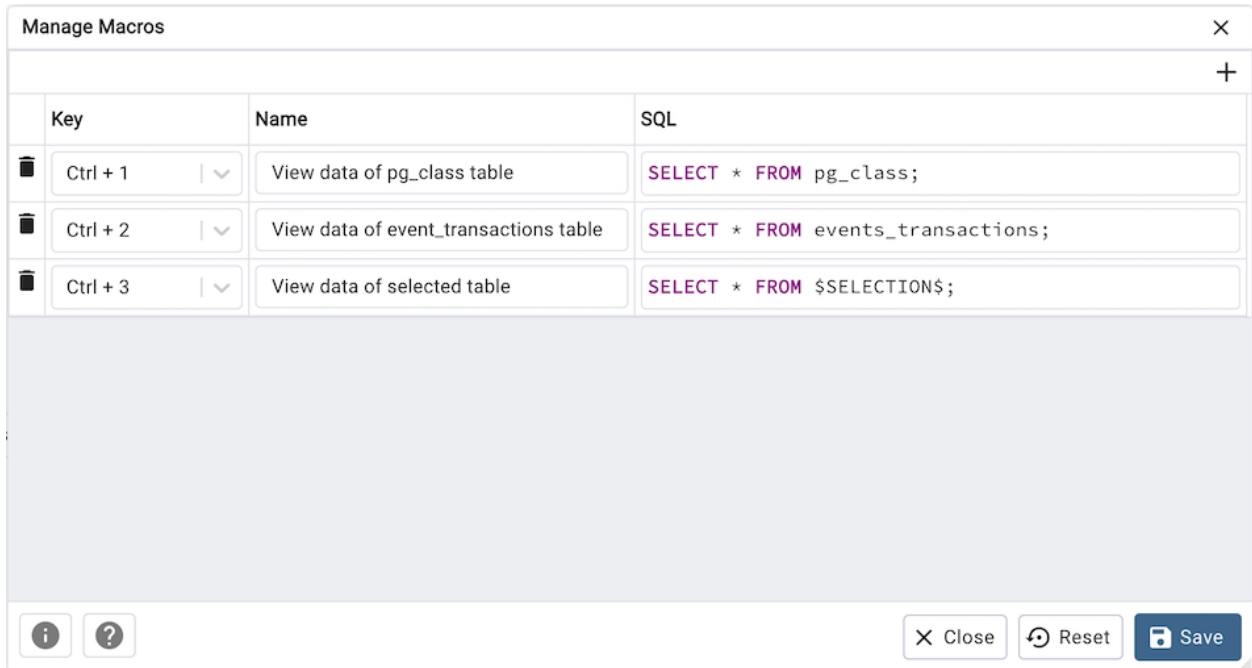 Manage Macros
Key Name SQL
Ctrl + 1 View data of pg_class table SELECT * FROM pg_class;
Ctrl + 2 View data of event_transactions table SELECT * FROM events_transactions;
Ctrl + 3 View data of selected table SELECT * FROM $SELECTION$;
Close Reset Save